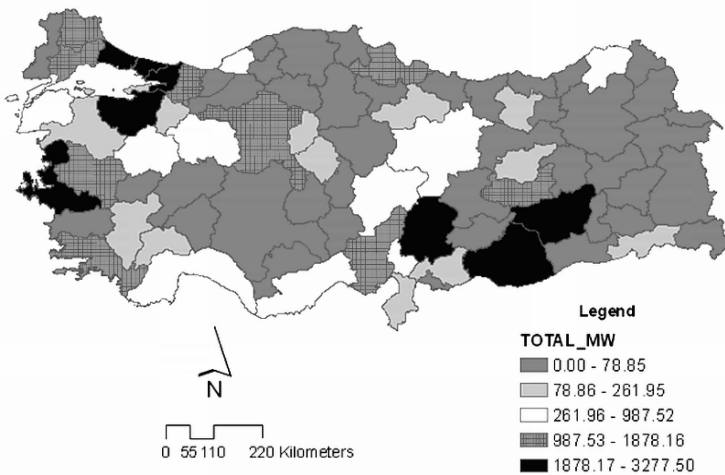 Legend
TOTAL_MW
0.00 - 78.85
78.86 - 261.95
261.96 - 987.52
987.53 - 1878.16
1878.17 - 3277.50
N
0 55 110 220 Kilometers